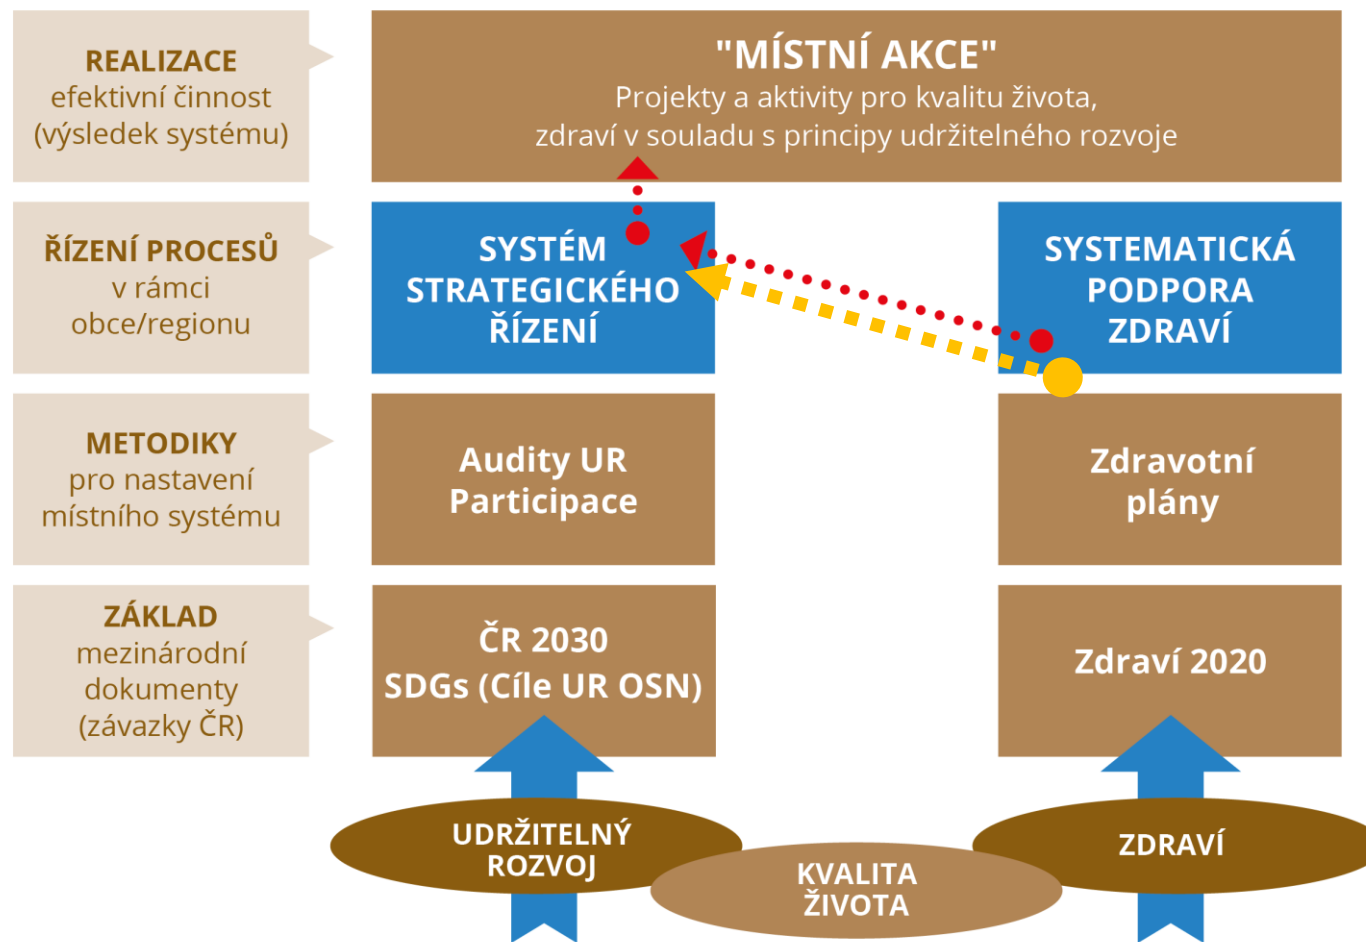 REALIZACE
efektivní činnost
(výsledek systému)
"MÍSTNÍ AKCE"
Projekty a aktivity pro kvalitu života,
zdraví v souladu s principy udržitelného rozvoje
ŘÍZENÍ PROCESŮ
v rámci
obce/regionu
SYSTÉM
STRATEGICKÉHO
ŘÍZENÍ
SYSTEMATICKÁ
PODPORA
ZDRAVÍ
METODIKY
pro nastavení
místního systému
Audity UR
Participace
Zdravotní
plány
ZÁKLAD
mezinárodní
dokumenty
(závazky ČR)
ČR 2030
SDGs (Cíle UR OSN)
Zdraví 2020
UDRŽITELNÝ
ROZVOJ
KVALITA
ŽIVOTA
ZDRAVÍ